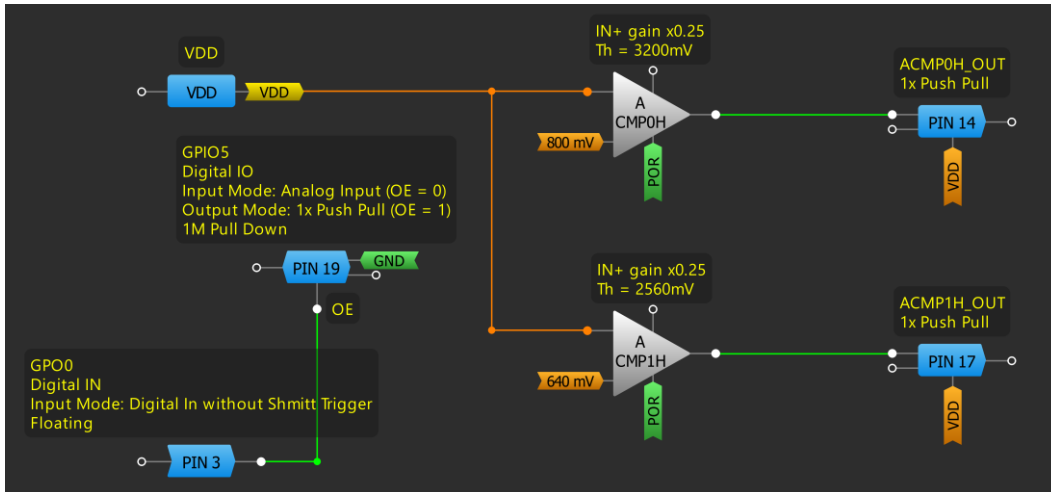 VDD
VDD
VDD
IN+ gain x0.25
Th = 3200mV
A
CMP0H
800 mV
POR
ACMP0H_OUT
1x Push Pull
PIN 14
VDD
GPIO5
Digital IO
Input Mode: Analog Input (OE = 0)
Output Mode: 1x Push Pull (OE = 1)
1M Pull Down
PIN 19
GND
OE
IN+ gain x0.25
Th = 2560mV
A
CMP1H
640 mV
POR
ACMP1H_OUT
1x Push Pull
PIN 17
VDD
GPO0
Digital IN
Input Mode: Digital In without Shmitt Trigger
Floating
PIN 3